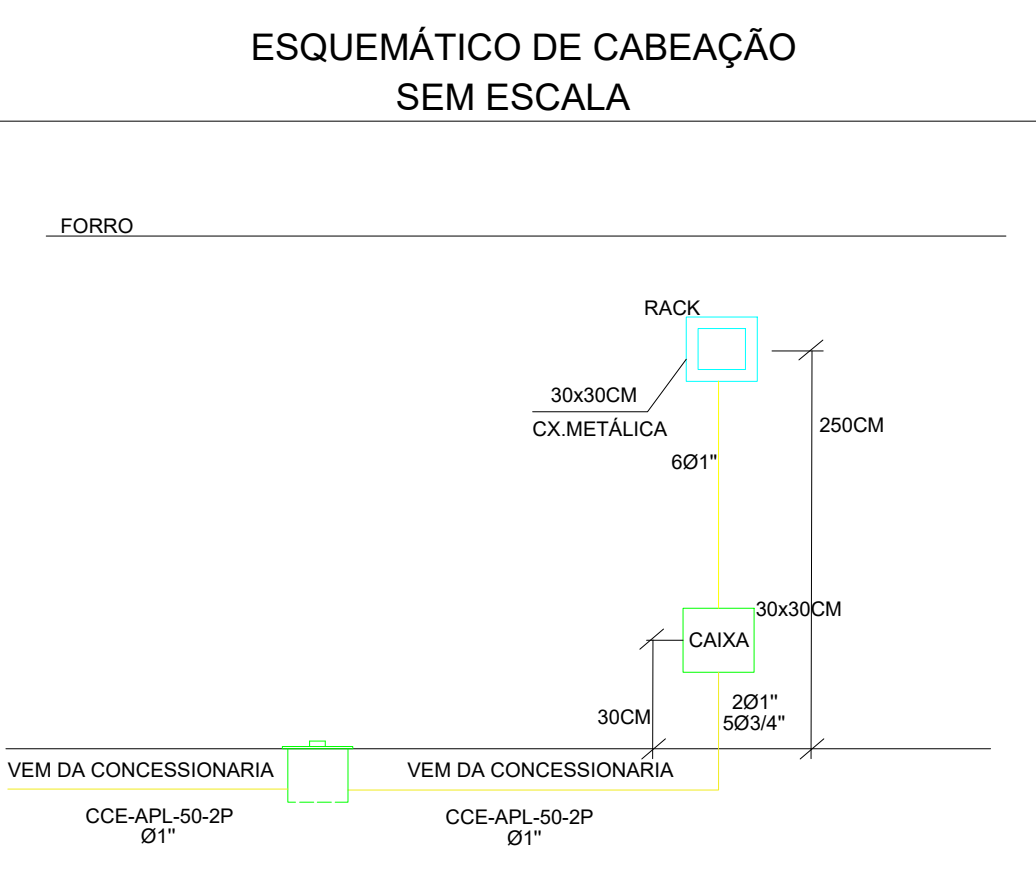 ESQUEMÁTICO DE CABEAÇÃO
SEM ESCALA
FORRO
RACK
30x30CM
CX.METÁLICA
250CM
6Ø1"
30x30CM
CAIXA
2Ø1"
5Ø3/4"
30CM
VEM DA CONCESSIONARIA
VEM DA CONCESSIONARIA
CCE-APL-50-2P
Ø1"
CCE-APL-50-2P
Ø1"